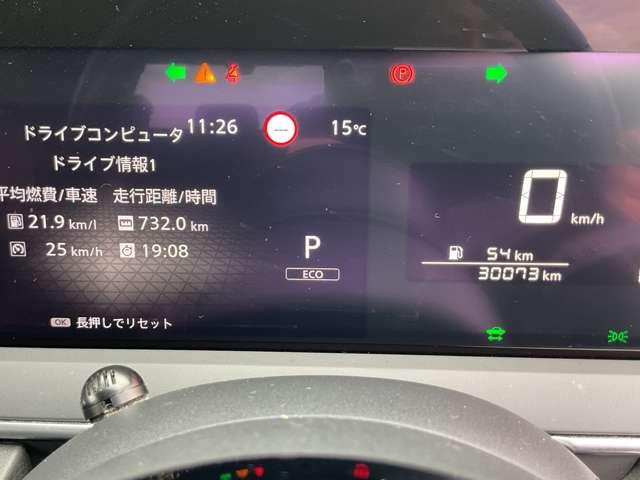 ドライブコンピュータ 11:26 15℃
ドライブ情報1
平均燃費/車速 走行距離/時間
21.9 km/l 732.0 km
25 km/h 19:08
OK 長押しでリセット
P
ECO
P
0 km/h
54 km
30073 km